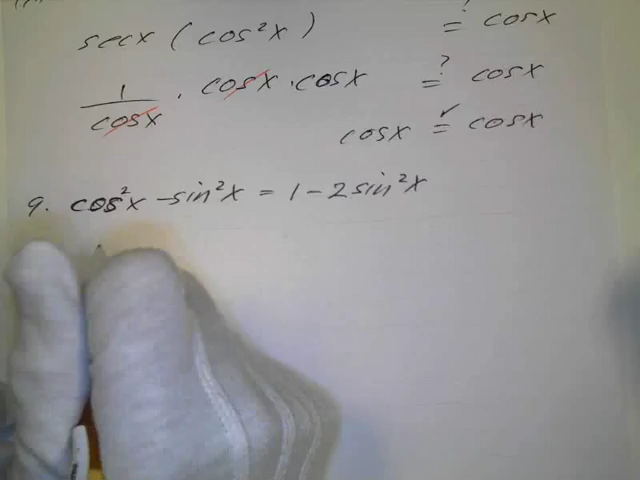 secx (cos²x) ≟ cosx
1/cosx · cosx · cosx ≟ cosx
cosx =✓ cosx
9. cos²x - sin²x = 1 - 2sin²x